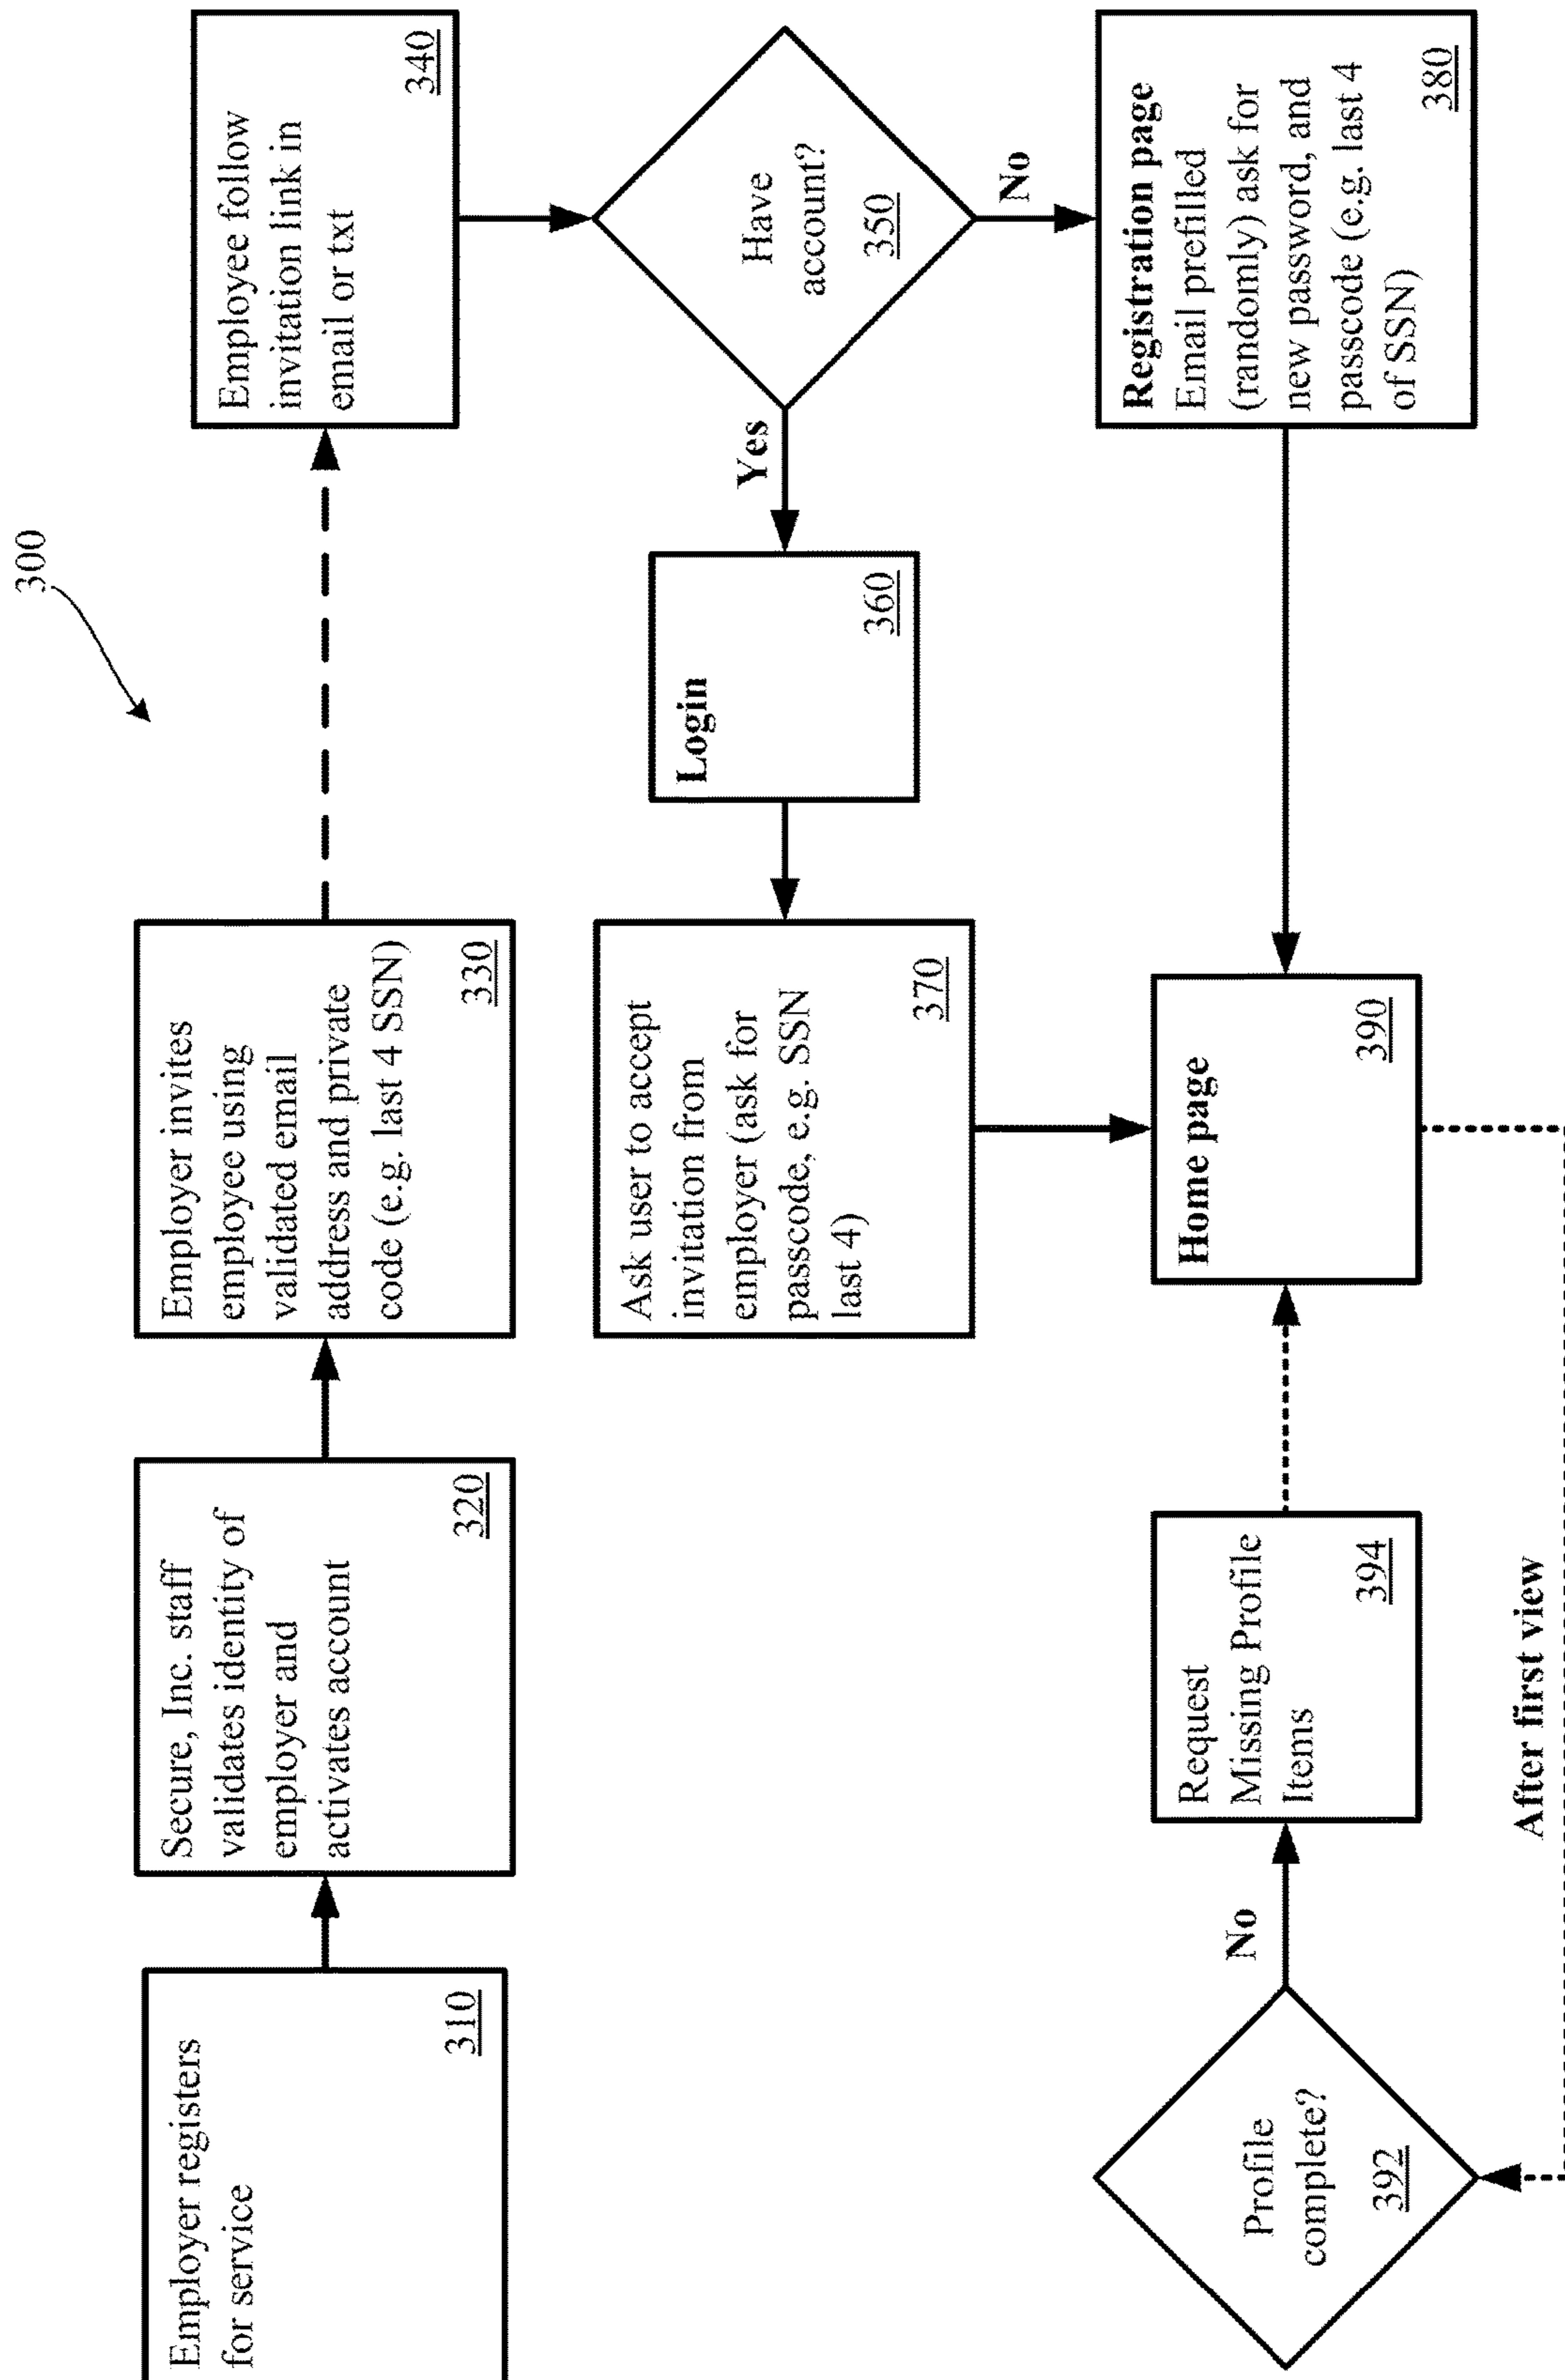 300
Employer registers
for service
310
Secure, Inc. staff
validates identity of
employer and
activates account
320
Employer invites
employee using
validated email
address and private
code (e.g. last 4 SSN)
330
Employee follow
invitation link in
email or txt
340
Have
account?
350
Yes
No
Login
360
Ask user to accept
invitation from
employer (ask for
passcode, e.g. SSN
last 4)
370
Registration page
Email prefilled
(randomly) ask for
new password, and
passcode (e.g. last 4
of SSN)
380
Home page
390
After first view
Profile
complete?
392
No
Request
Missing Profile
Items
394